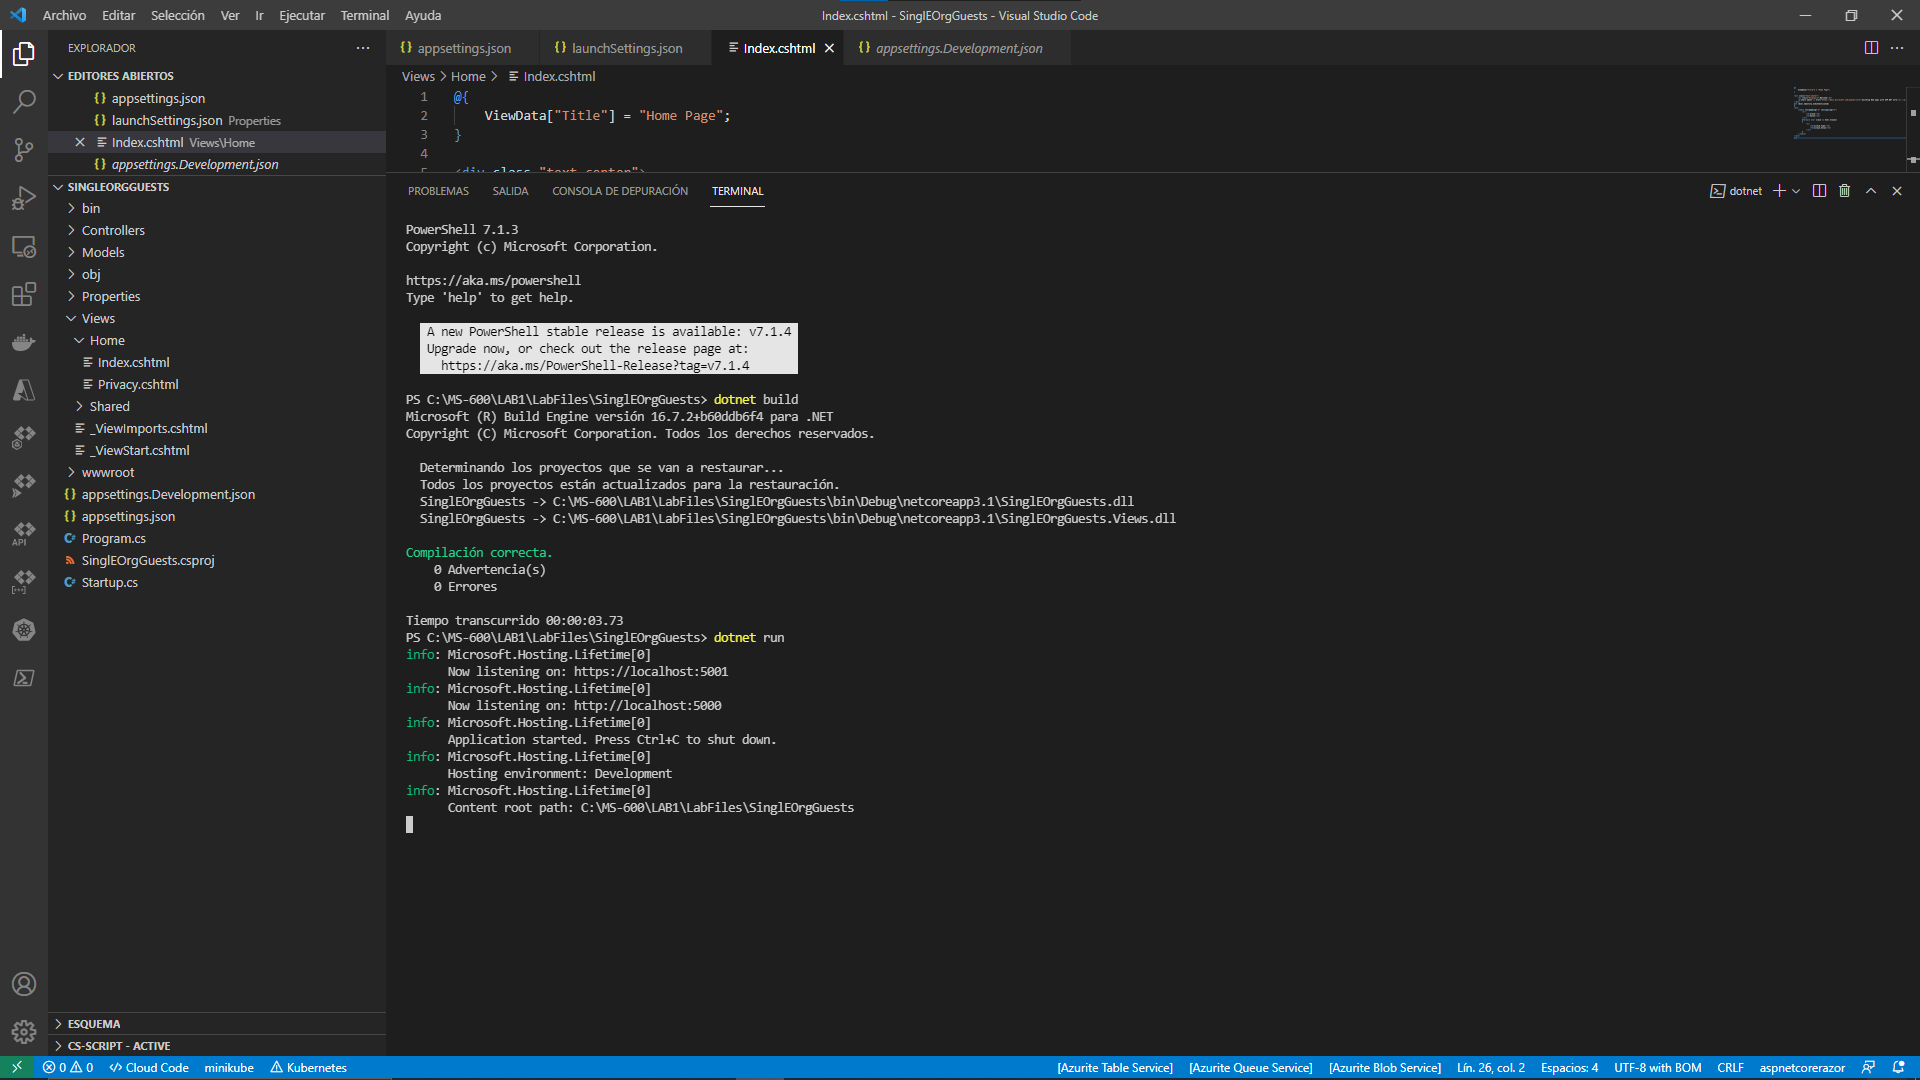 Archivo Editar Selección Ver Ir Ejecutar Terminal Ayuda
Index.cshtml - SinglEOrgGuests - Visual Studio Code
EXPLORADOR
EDITORES ABIERTOS
appsettings.json
launchSettings.json Properties
Index.cshtml Views\Home
appsettings.Development.json
SINGLEORGGUESTS
bin
Controllers
Models
obj
Properties
Views
Home
Index.cshtml
Privacy.cshtml
Shared
_ViewImports.cshtml
_ViewStart.cshtml
wwwroot
appsettings.Development.json
appsettings.json
Program.cs
SinglEOrgGuests.csproj
Startup.cs
ESQUEMA
CS-SCRIPT - ACTIVE
API
appsettings.json launchSettings.json Index.cshtml appsettings.Development.json
Views > Home > Index.cshtml
1 @{
2 ViewData["Title"] = "Home Page";
3 }
4
5 <div class="text-center">
PROBLEMAS SALIDA CONSOLA DE DEPURACIÓN TERMINAL
dotnet
PowerShell 7.1.3
Copyright (c) Microsoft Corporation.
https://aka.ms/powershell
Type 'help' to get help.
A new PowerShell stable release is available: v7.1.4
Upgrade now, or check out the release page at:
https://aka.ms/PowerShell-Release?tag=v7.1.4
PS C:\MS-600\LAB1\LabFiles\SinglEOrgGuests> dotnet build
Microsoft (R) Build Engine versión 16.7.2+b60ddb6f4 para .NET
Copyright (C) Microsoft Corporation. Todos los derechos reservados.
Determinando los proyectos que se van a restaurar...
Todos los proyectos están actualizados para la restauración.
SinglEOrgGuests -> C:\MS-600\LAB1\LabFiles\SinglEOrgGuests\bin\Debug\netcoreapp3.1\SinglEOrgGuests.dll
SinglEOrgGuests -> C:\MS-600\LAB1\LabFiles\SinglEOrgGuests\bin\Debug\netcoreapp3.1\SinglEOrgGuests.Views.dll
Compilación correcta.
0 Advertencia(s)
0 Errores
Tiempo transcurrido 00:00:03.73
PS C:\MS-600\LAB1\LabFiles\SinglEOrgGuests> dotnet run
info: Microsoft.Hosting.Lifetime[0]
Now listening on: https://localhost:5001
info: Microsoft.Hosting.Lifetime[0]
Now listening on: http://localhost:5000
info: Microsoft.Hosting.Lifetime[0]
Application started. Press Ctrl+C to shut down.
info: Microsoft.Hosting.Lifetime[0]
Hosting environment: Development
info: Microsoft.Hosting.Lifetime[0]
Content root path: C:\MS-600\LAB1\LabFiles\SinglEOrgGuests
0 0 Cloud Code minikube Kubernetes
[Azurite Table Service] [Azurite Queue Service] [Azurite Blob Service] Lín. 26, col. 2 Espacios: 4 UTF-8 with BOM CRLF aspnetcorerazor